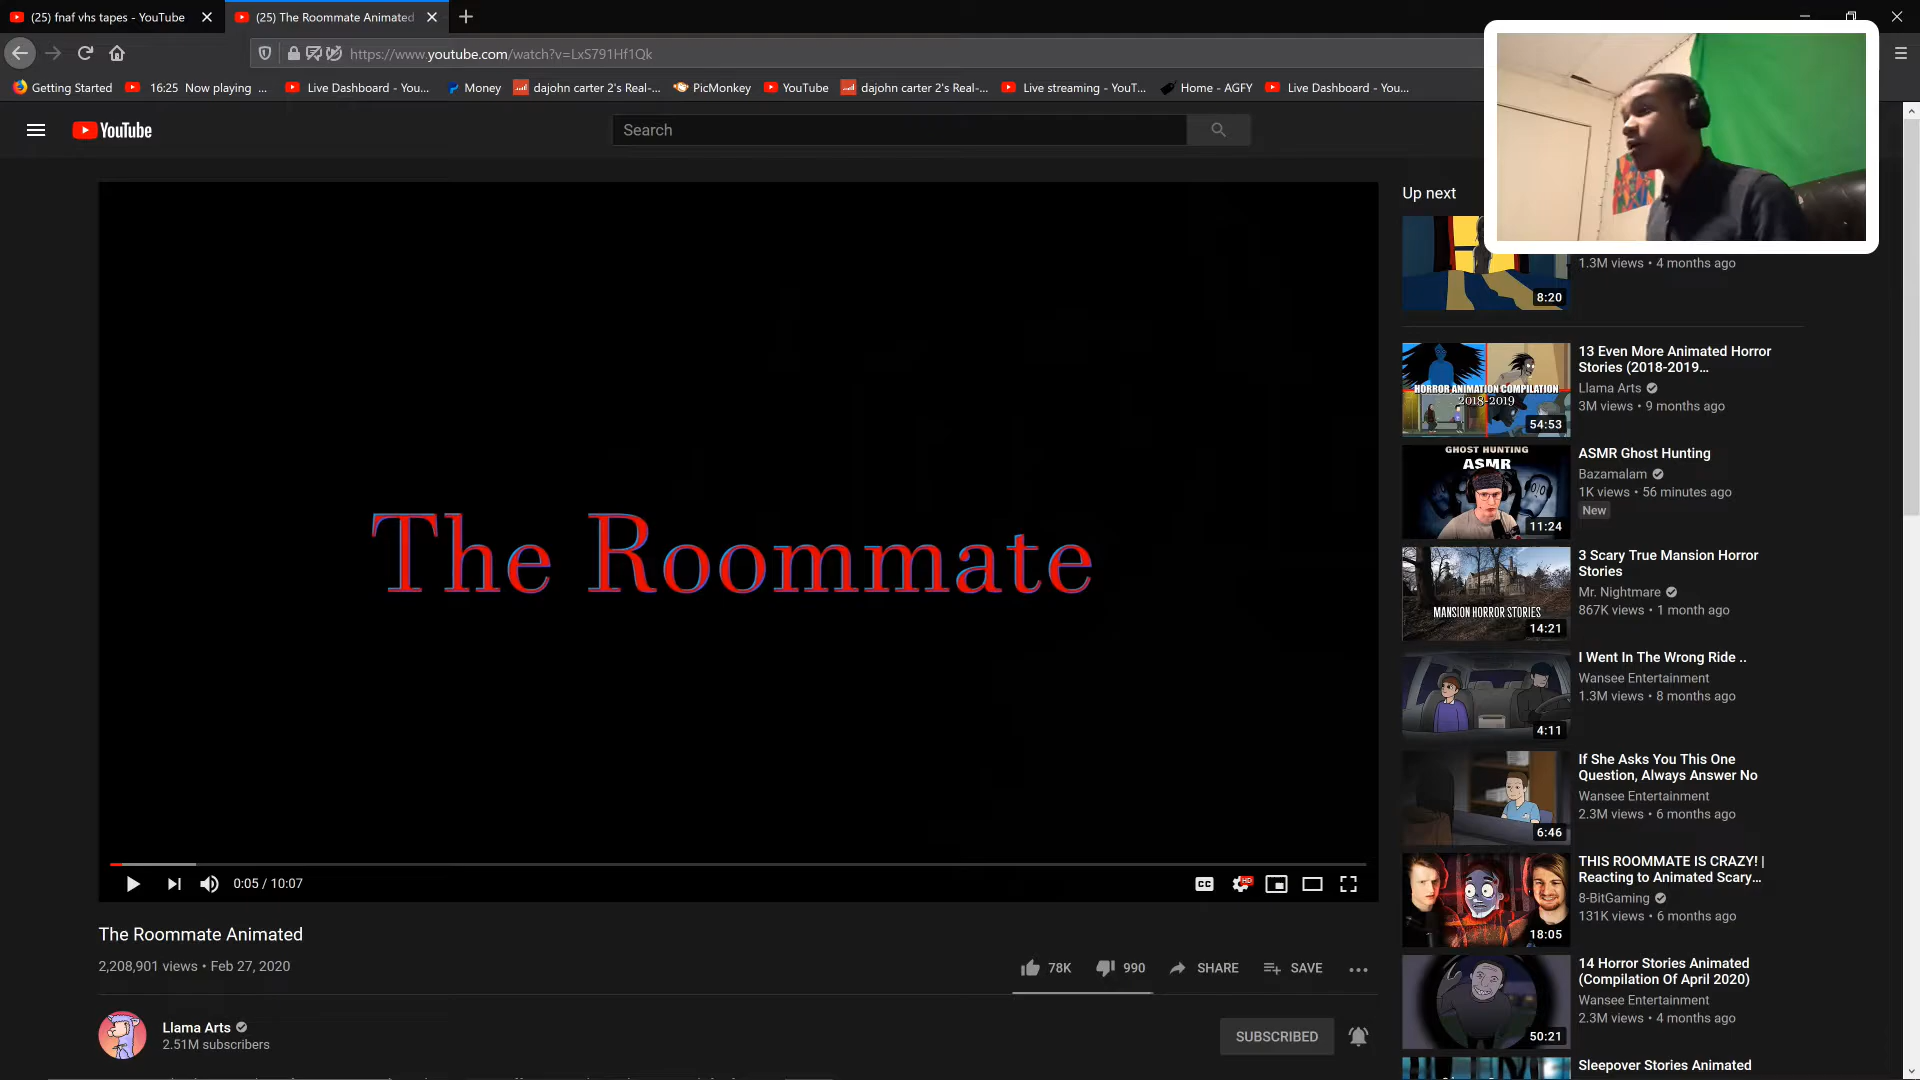 (25) fnaf vhs tapes - YouTube
(25) The Roommate Animated
https://www.youtube.com/watch?v=LxS791Hf1Qk
Getting Started
16:25 Now playing ...
Live Dashboard - You...
Money
dajohn carter 2's Real-...
PicMonkey
YouTube
dajohn carter 2's Real-...
Live streaming - YouT...
Home - AGFY
Live Dashboard - You...
YouTube
Search
The Roommate
0:05 / 10:07
CC
HD
The Roommate Animated
2,208,901 views • Feb 27, 2020
78K
990
SHARE
SAVE
Llama Arts
2.51M subscribers
SUBSCRIBED
Up next
8:20
1.3M views • 4 months ago
HORROR ANIMATION COMPILATION
2018-2019
54:53
13 Even More Animated Horror
Stories (2018-2019...
Llama Arts
3M views • 9 months ago
GHOST HUNTING
ASMR
11:24
ASMR Ghost Hunting
Bazamalam
1K views • 56 minutes ago
New
MANSION HORROR STORIES
14:21
3 Scary True Mansion Horror
Stories
Mr. Nightmare
867K views • 1 month ago
4:11
I Went In The Wrong Ride ..
Wansee Entertainment
1.3M views • 8 months ago
6:46
If She Asks You This One
Question, Always Answer No
Wansee Entertainment
2.3M views • 6 months ago
18:05
THIS ROOMMATE IS CRAZY! |
Reacting to Animated Scary...
8-BitGaming
131K views • 6 months ago
50:21
14 Horror Stories Animated
(Compilation Of April 2020)
Wansee Entertainment
2.3M views • 4 months ago
Sleepover Stories Animated